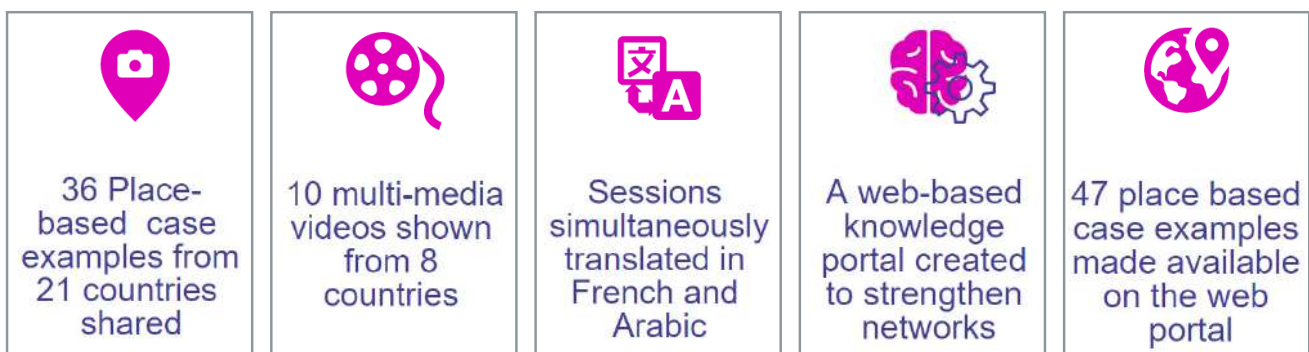 36 Place-
based case
examples from
21 countries
shared
10 multi-media
videos shown
from 8
countries
文
A
Sessions
simultaneously
translated in
French and
Arabic
A web-based
knowledge
portal created
to strengthen
networks
47 place based
case examples
made available
on the web
portal